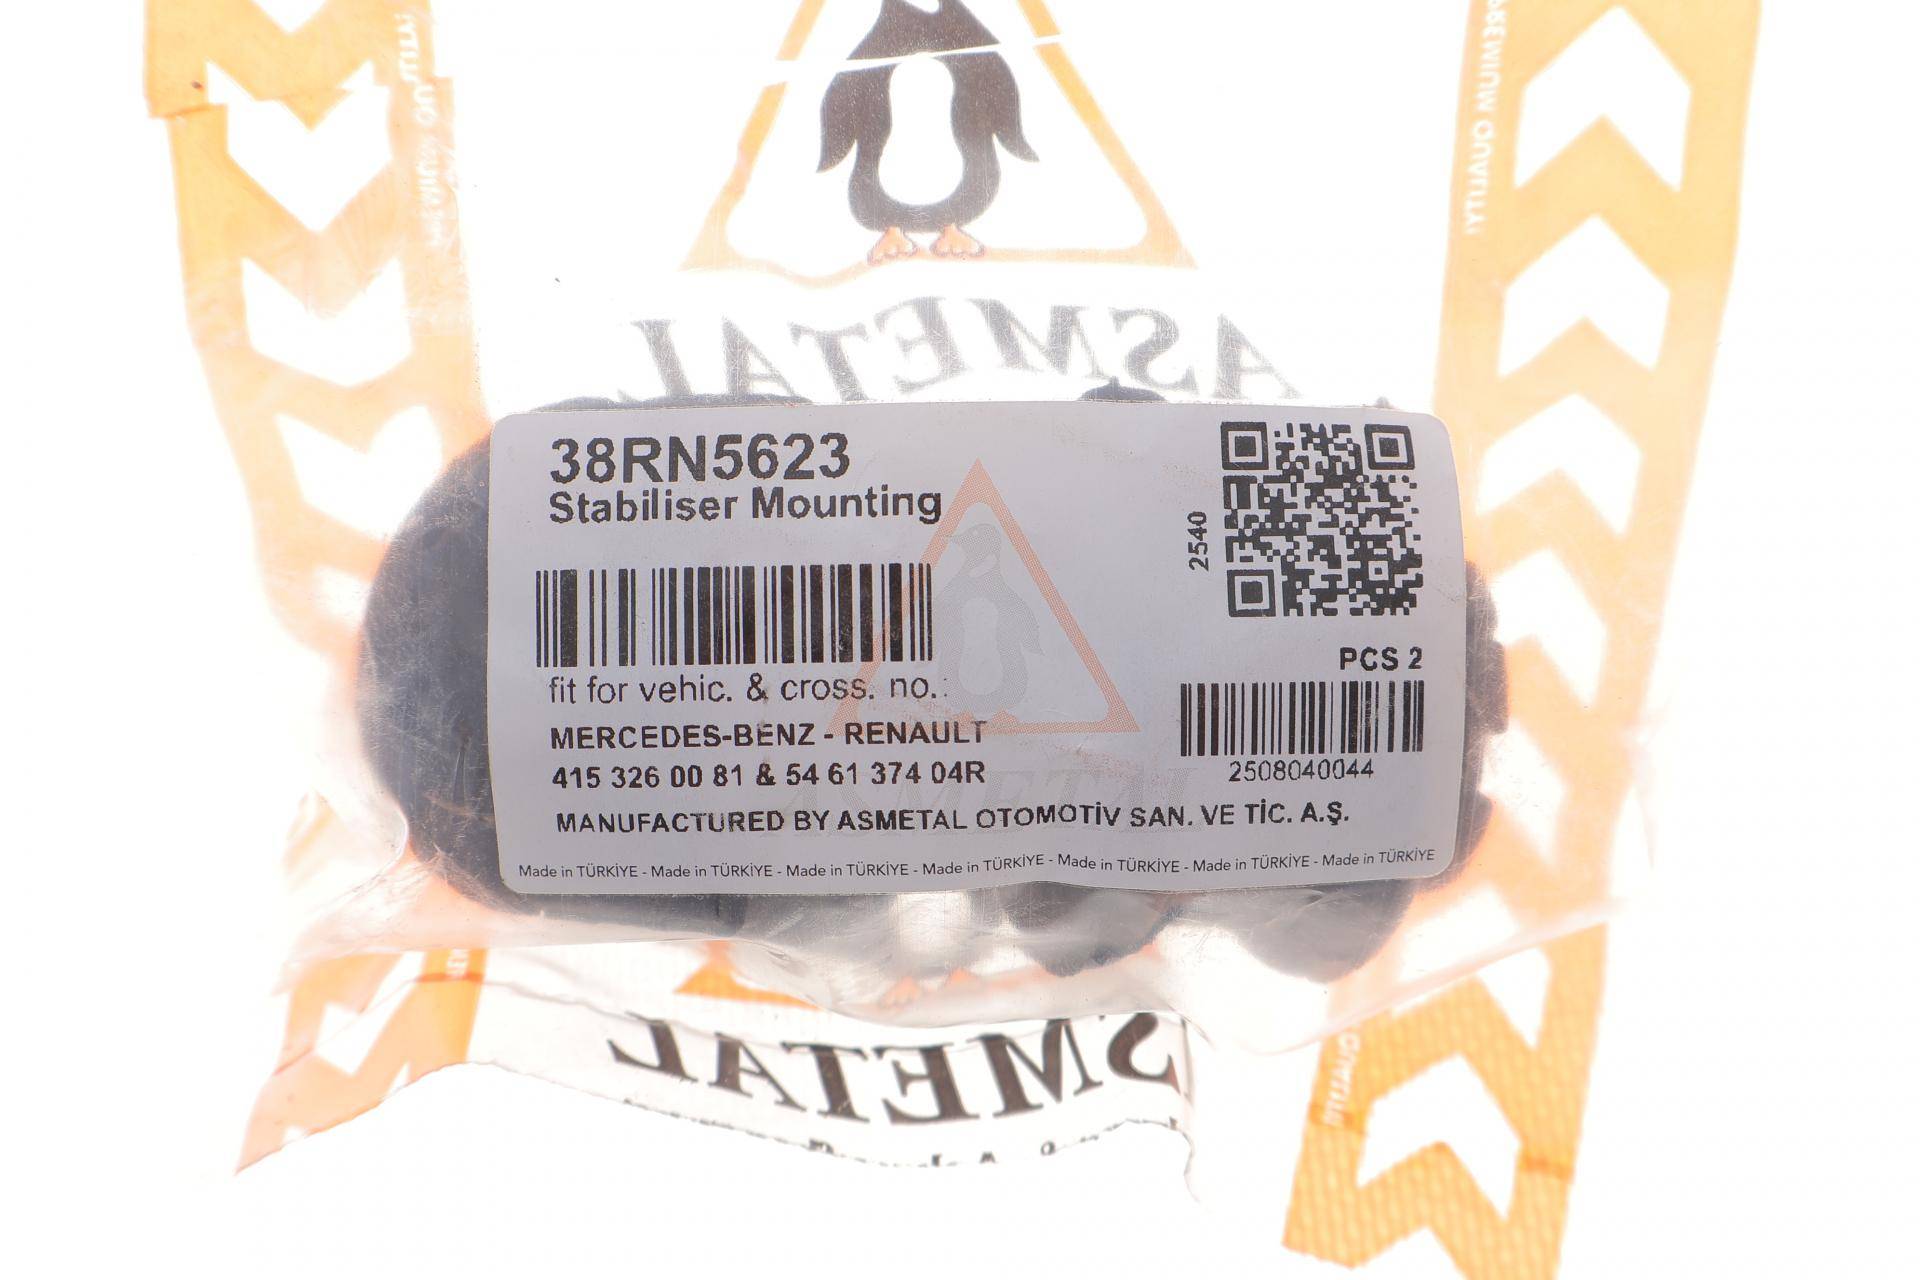 PREMIUM QUALITY
ASMETAL
38RN5623
Stabiliser Mounting
2540
fit for vehic. & cross. no.:
PCS 2
MERCEDES-BENZ - RENAULT
415 326 00 81 & 54 61 374 04R
2508040044
ASMETAL
MANUFACTURED BY ASMETAL OTOMOTİV SAN. VE TİC. A.Ş.
Made in TÜRKİYE - Made in TÜRKİYE - Made in TÜRKİYE - Made in TÜRKİYE - Made in TÜRKİYE - Made in TÜRKİYE - Made in TÜRKİYE
SMETAL